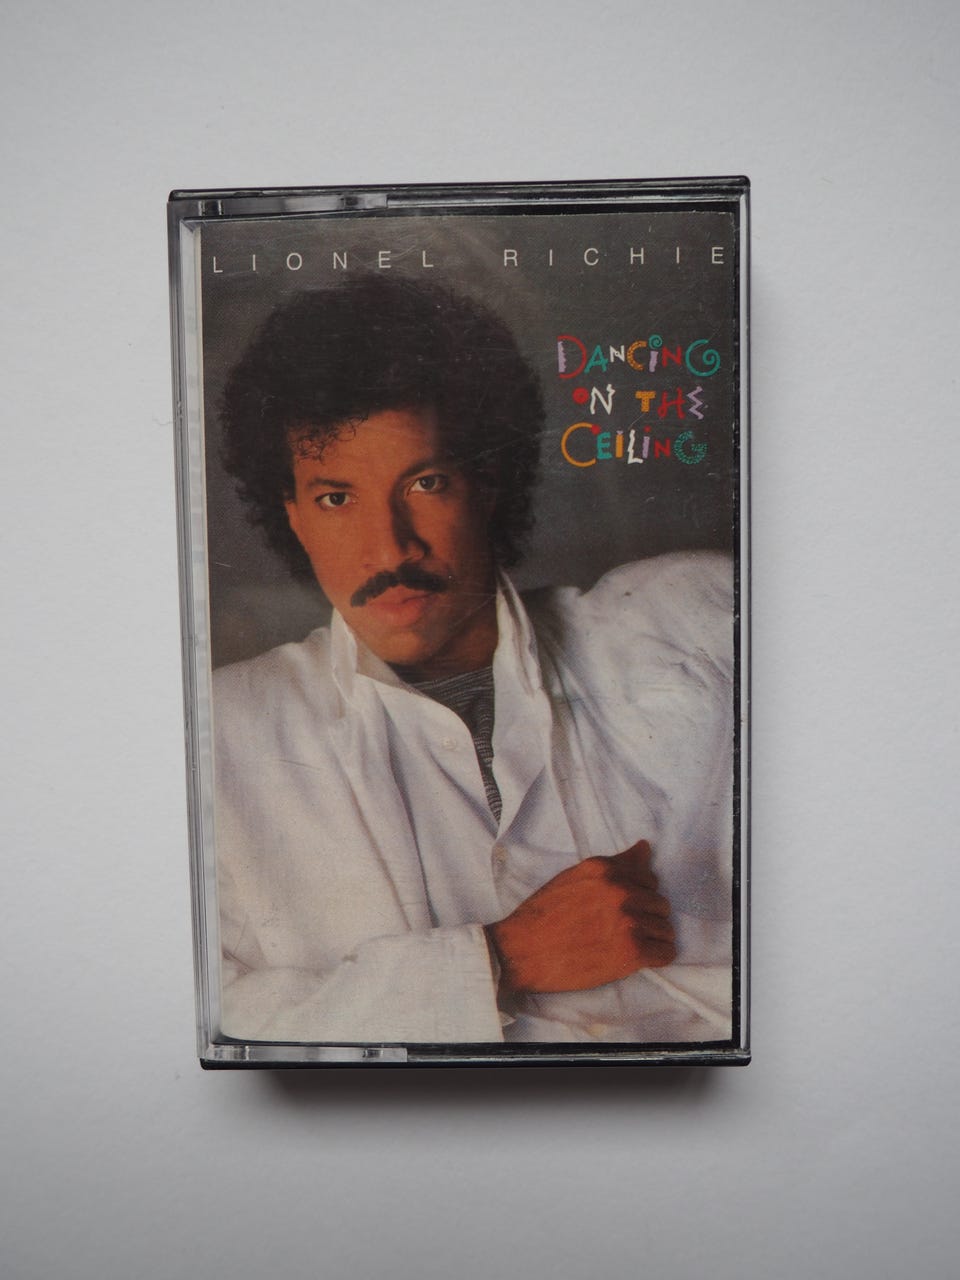 LIONEL RICHIE
DANCING
ON THE
CEILING